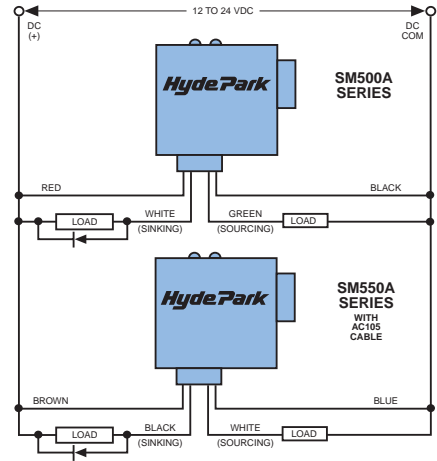 12 TO 24 VDC
DC
(+)
DC
COM
HydePark
SM500A
SERIES
RED
BLACK
LOAD
WHITE
(SINKING)
GREEN
(SOURCING)
LOAD
HydePark
SM550A
SERIES
WITH
AC105
CABLE
BROWN
BLUE
LOAD
BLACK
(SINKING)
WHITE
(SOURCING)
LOAD